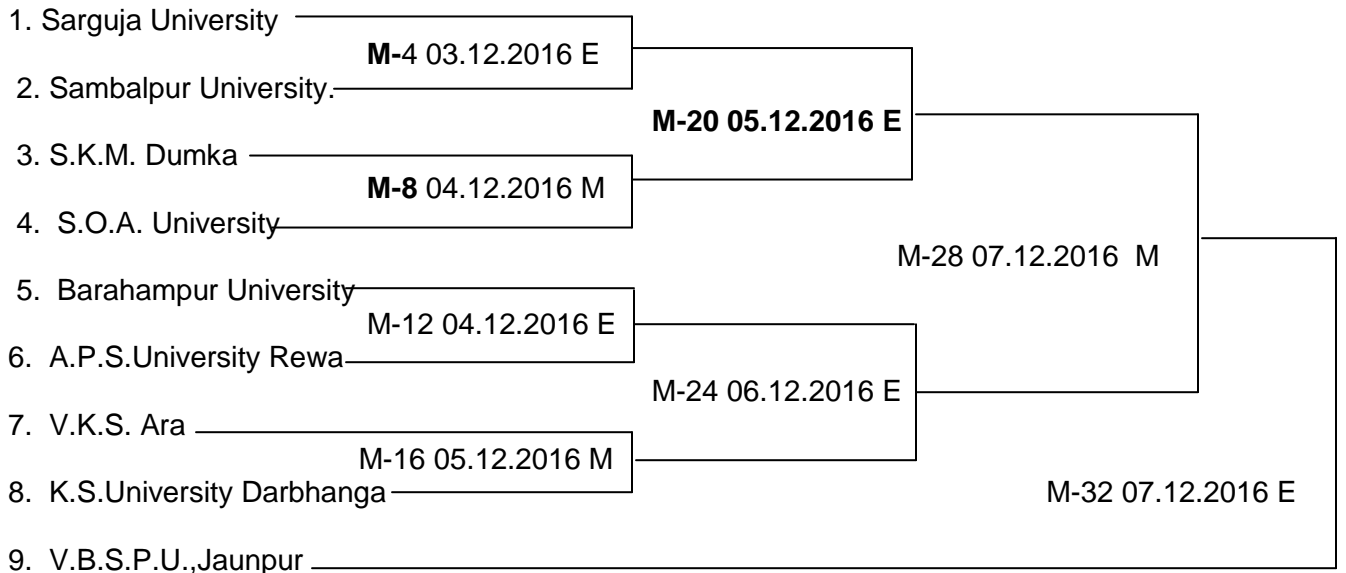 1. Sarguja University
M-4 03.12.2016 E
2. Sambalpur University.
M-20 05.12.2016 E
3. S.K.M. Dumka
M-8 04.12.2016 M
4. S.O.A. University
M-28 07.12.2016 M
5. Barahampur University
M-12 04.12.2016 E
6. A.P.S.University Rewa
M-24 06.12.2016 E
7. V.K.S. Ara
M-16 05.12.2016 M
8. K.S.University Darbhanga
M-32 07.12.2016 E
9. V.B.S.P.U.,Jaunpur